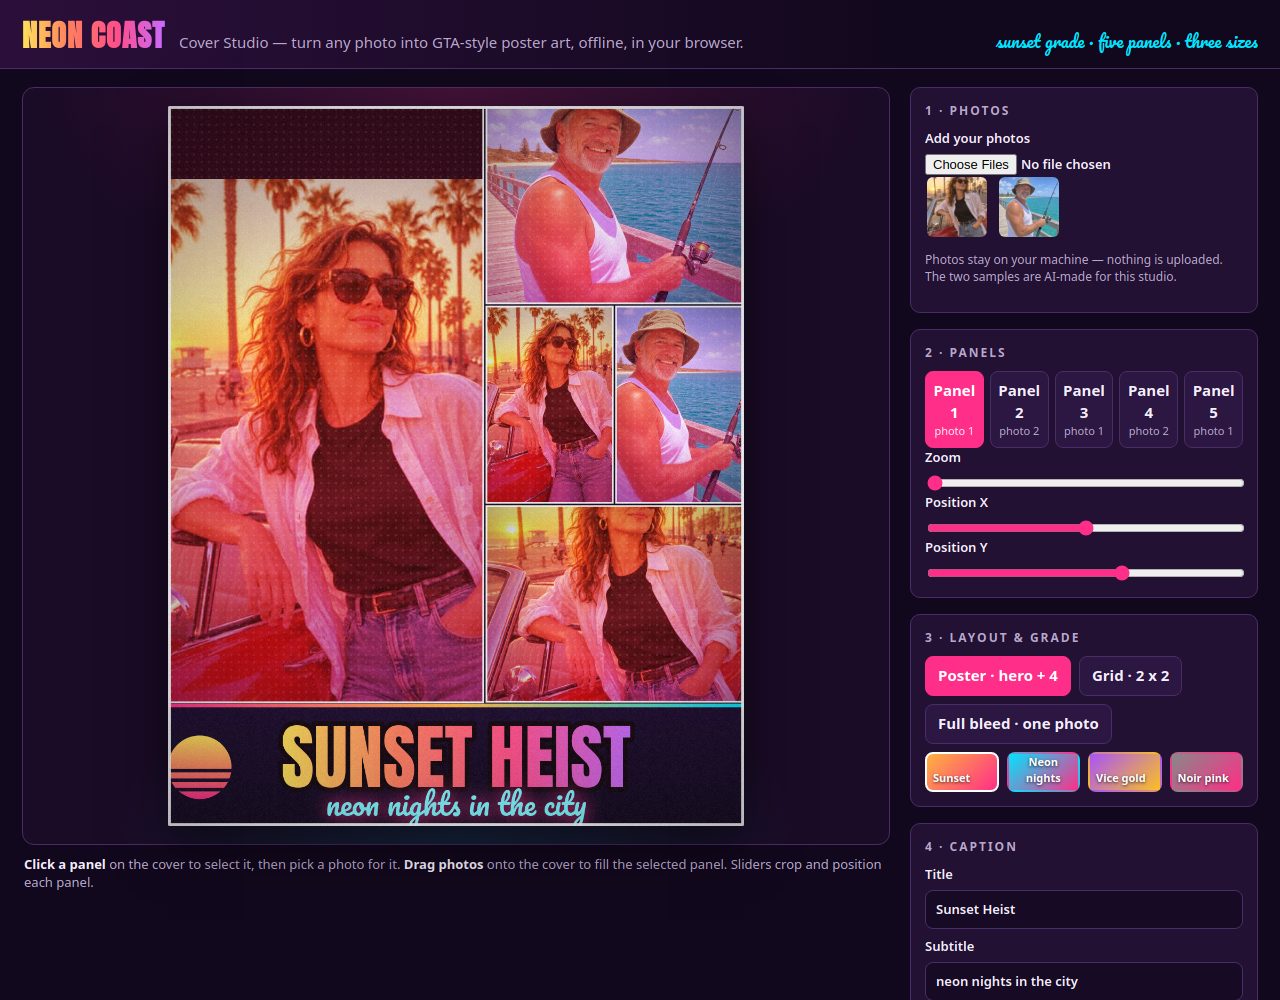 NEON COAST
Cover Studio — turn any photo into GTA-style poster art, offline, in your browser.
sunset grade · five panels · three sizes
SUNSET HEIST
neon nights in the city
Click a panel on the cover to select it, then pick a photo for it. Drag photos onto the cover to fill the selected panel. Sliders crop and position
each panel.
1 · PHOTOS
Add your photos
Choose Files No file chosen
Photos stay on your machine — nothing is uploaded.
The two samples are AI-made for this studio.
2 · PANELS
Panel 1
photo 1
Panel 2
photo 2
Panel 3
photo 1
Panel 4
photo 2
Panel 5
photo 1
Zoom
Position X
Position Y
3 · LAYOUT & GRADE
Poster · hero + 4
Grid · 2 x 2
Full bleed · one photo
Sunset
Neon
nights
Vice gold
Noir pink
4 · CAPTION
Title
Sunset Heist
Subtitle
neon nights in the city